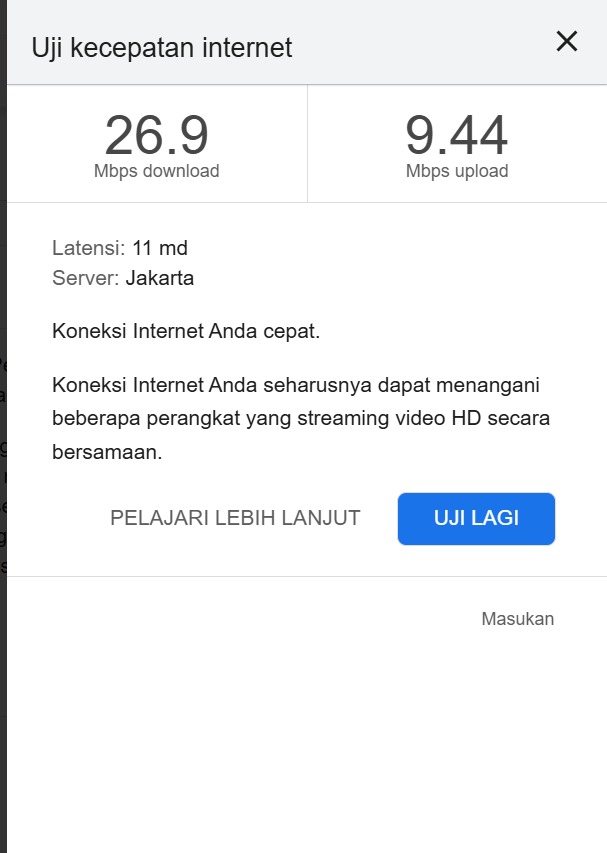 Uji kecepatan internet
26.9
Mbps download
9.44
Mbps upload
Latensi: 11 md
Server: Jakarta
Koneksi Internet Anda cepat.
Koneksi Internet Anda seharusnya dapat menangani
beberapa perangkat yang streaming video HD secara
bersamaan.
PELAJARI LEBIH LANJUT
UJI LAGI
Masukan